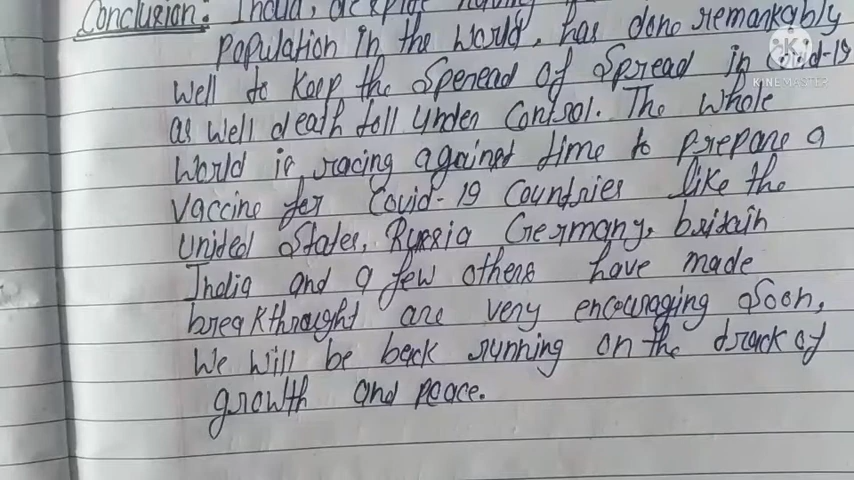 Conclusion: India, despite having
population in the world, has done remarkably
well to keep the spenead of spread in Covid-19
as well death toll under control. The whole
world is racing against time to prepare a
vaccine for Covid-19 countries like the
United States, Russia Germany, britain
India and a few others have made
breakthrought are very encouraging soon,
We will be back running on the track of
growth and peace.
KINEMASTER